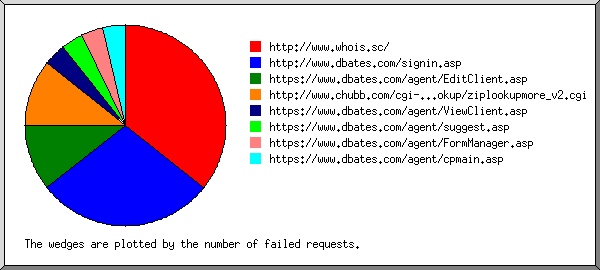 http://www.whois.sc/
http://www.dbates.com/signin.asp
https://www.dbates.com/agent/EditClient.asp
http://www.chubb.com/cgi-...okup/ziplookupmore_v2.cgi
https://www.dbates.com/agent/ViewClient.asp
https://www.dbates.com/agent/suggest.asp
https://www.dbates.com/agent/FormManager.asp
https://www.dbates.com/agent/cpmain.asp
The wedges are plotted by the number of failed requests.